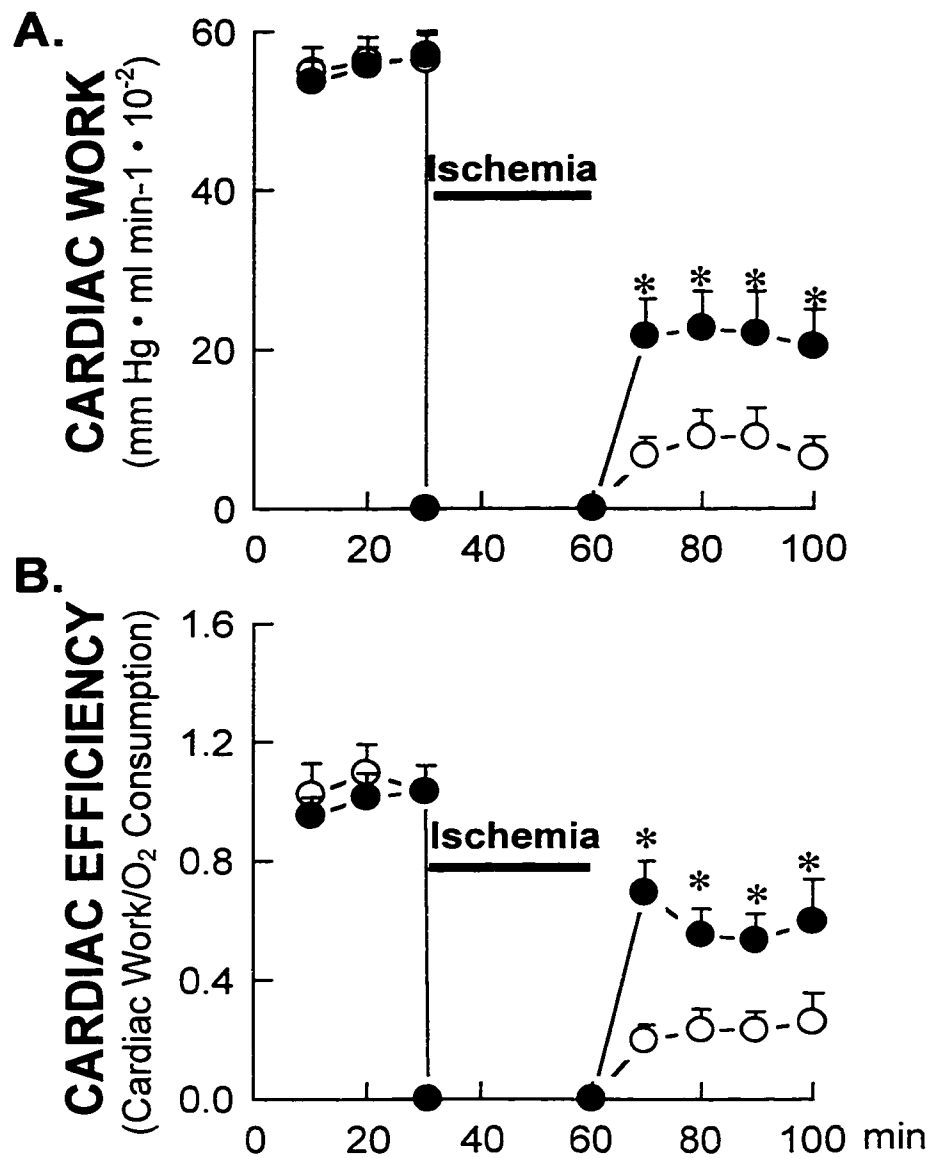 A.
CARDIAC WORK
(mm Hg • ml min-1 • 10⁻²)
60
40
20
0
Ischemia
* * * *
0 20 40 60 80 100
B.
CARDIAC EFFICIENCY
(Cardiac Work/O₂ Consumption)
1.6
1.2
0.8
0.4
0.0
Ischemia
* * * *
0 20 40 60 80 100 min